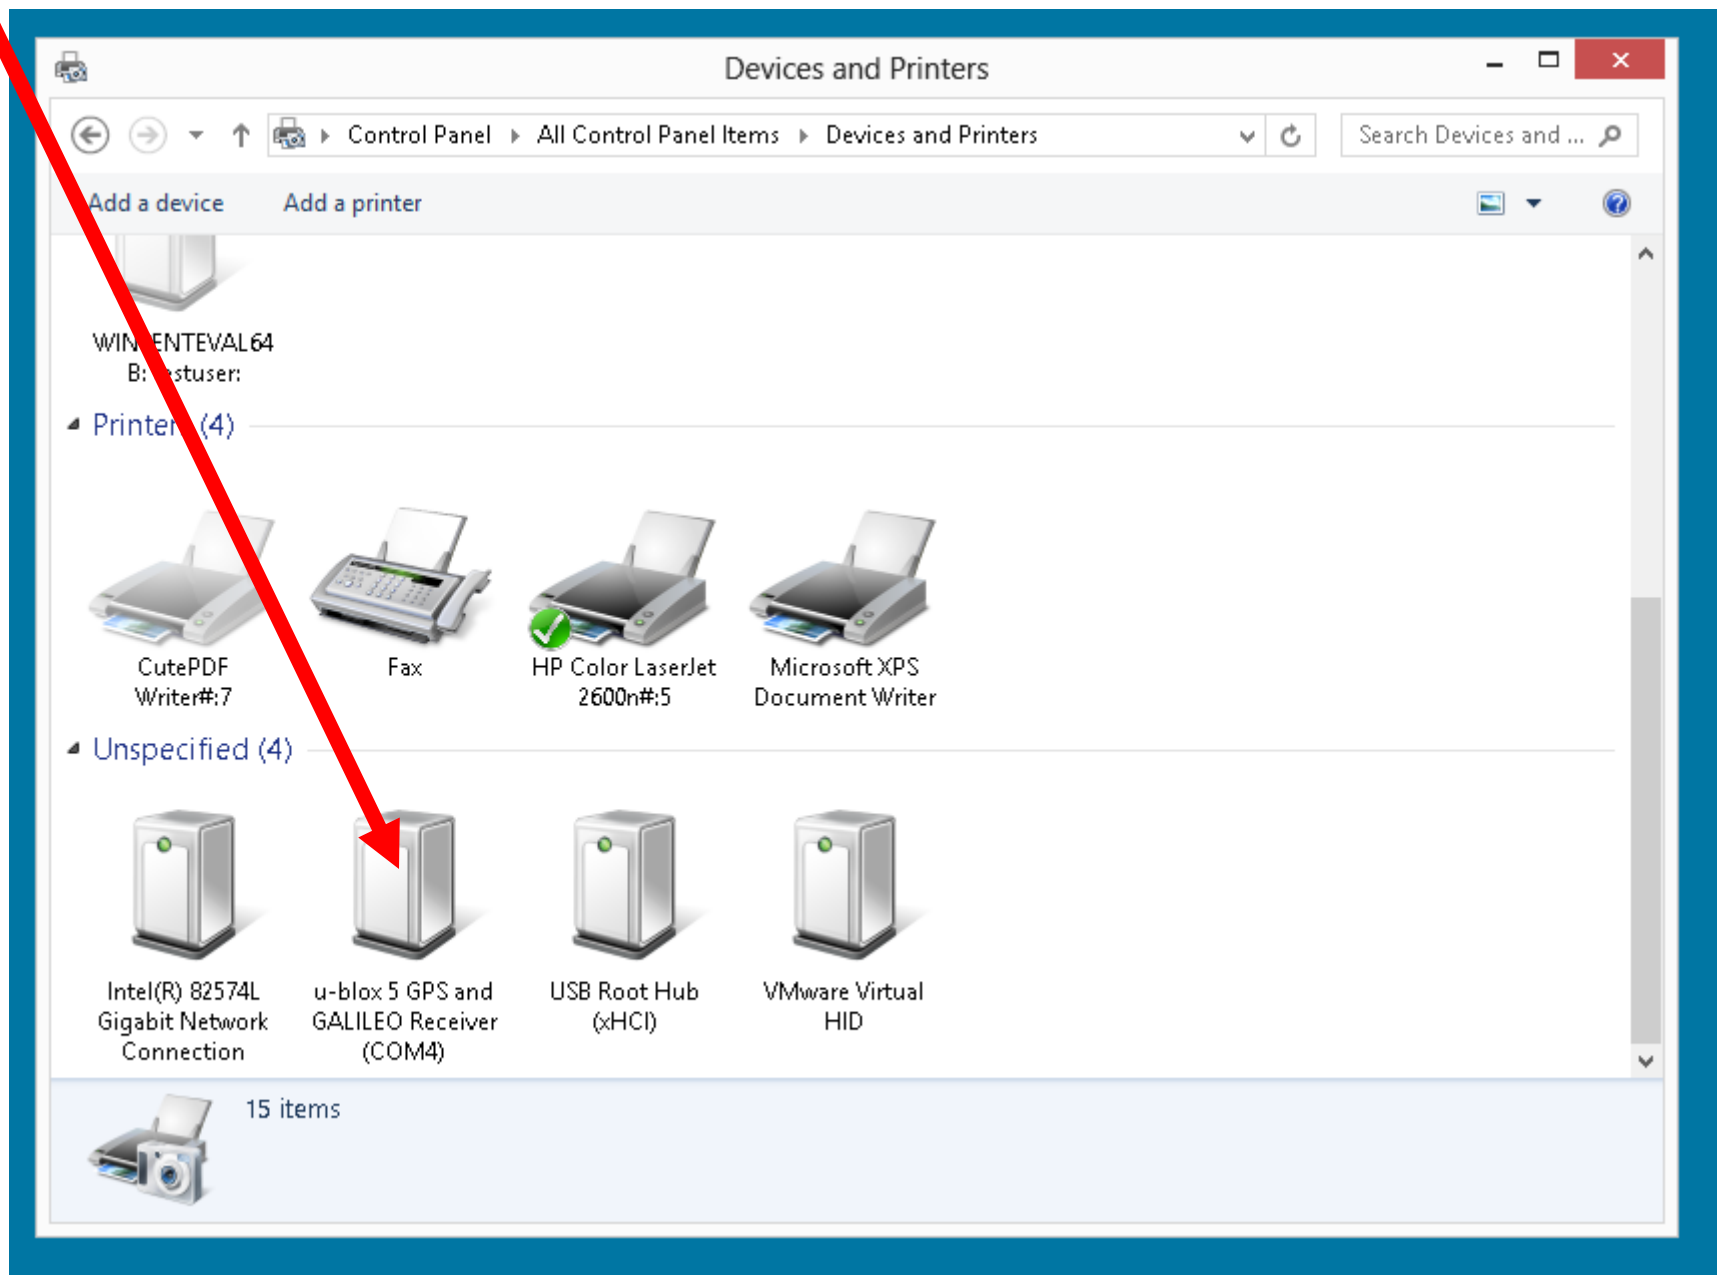 Devices and Printers
Control Panel All Control Panel Items Devices and Printers
Search Devices and ...
Add a device Add a printer
ENTEVAL64
B:
Printer (4)
CutePDF
Writer#:7
Fax
HP Color LaserJet
2600n#:5
Microsoft XPS
Document Writer
Unspecified (4)
Intel(R) 82574L
Gigabit Network
Connection
u-blox 5 GPS and
GALILEO Receiver
(COM4)
USB Root Hub
(xHCI)
VMware Virtual
HID
15 items